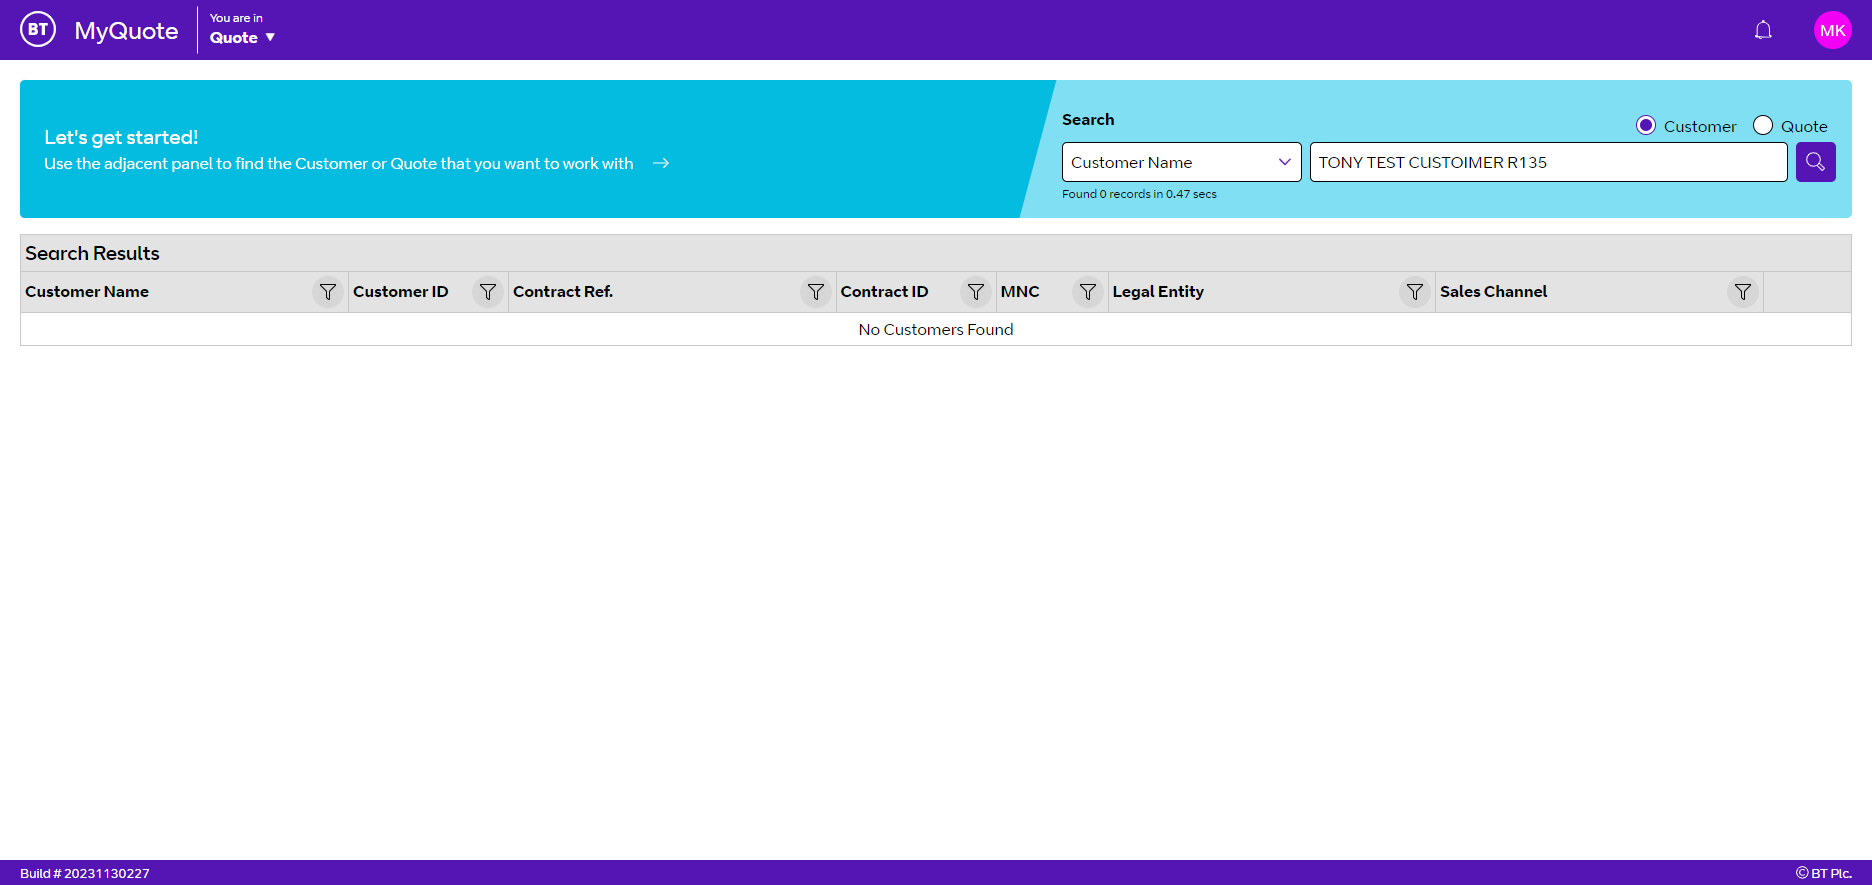 BT MyQuote
You are in
Quote ▼
MK
Let's get started!
Use the adjacent panel to find the Customer or Quote that you want to work with →
Search
Customer Quote
Customer Name
TONY TEST CUSTOIMER R135
Found 0 records in 0.47 secs
Search Results
Customer Name Customer ID Contract Ref. Contract ID MNC Legal Entity Sales Channel
No Customers Found
Build # 20231130227
© BT Plc.